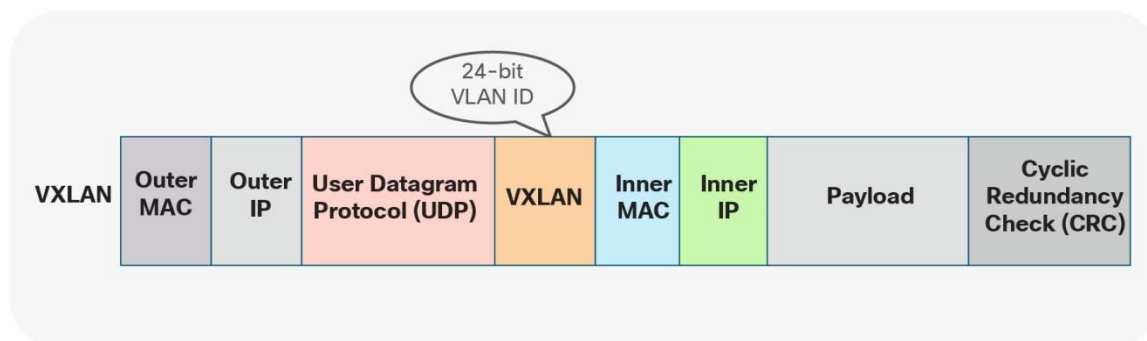 24-bit
VLAN ID
VXLAN
Outer
MAC
Outer
IP
User Datagram
Protocol (UDP)
VXLAN
Inner
MAC
Inner
IP
Payload
Cyclic
Redundancy
Check (CRC)